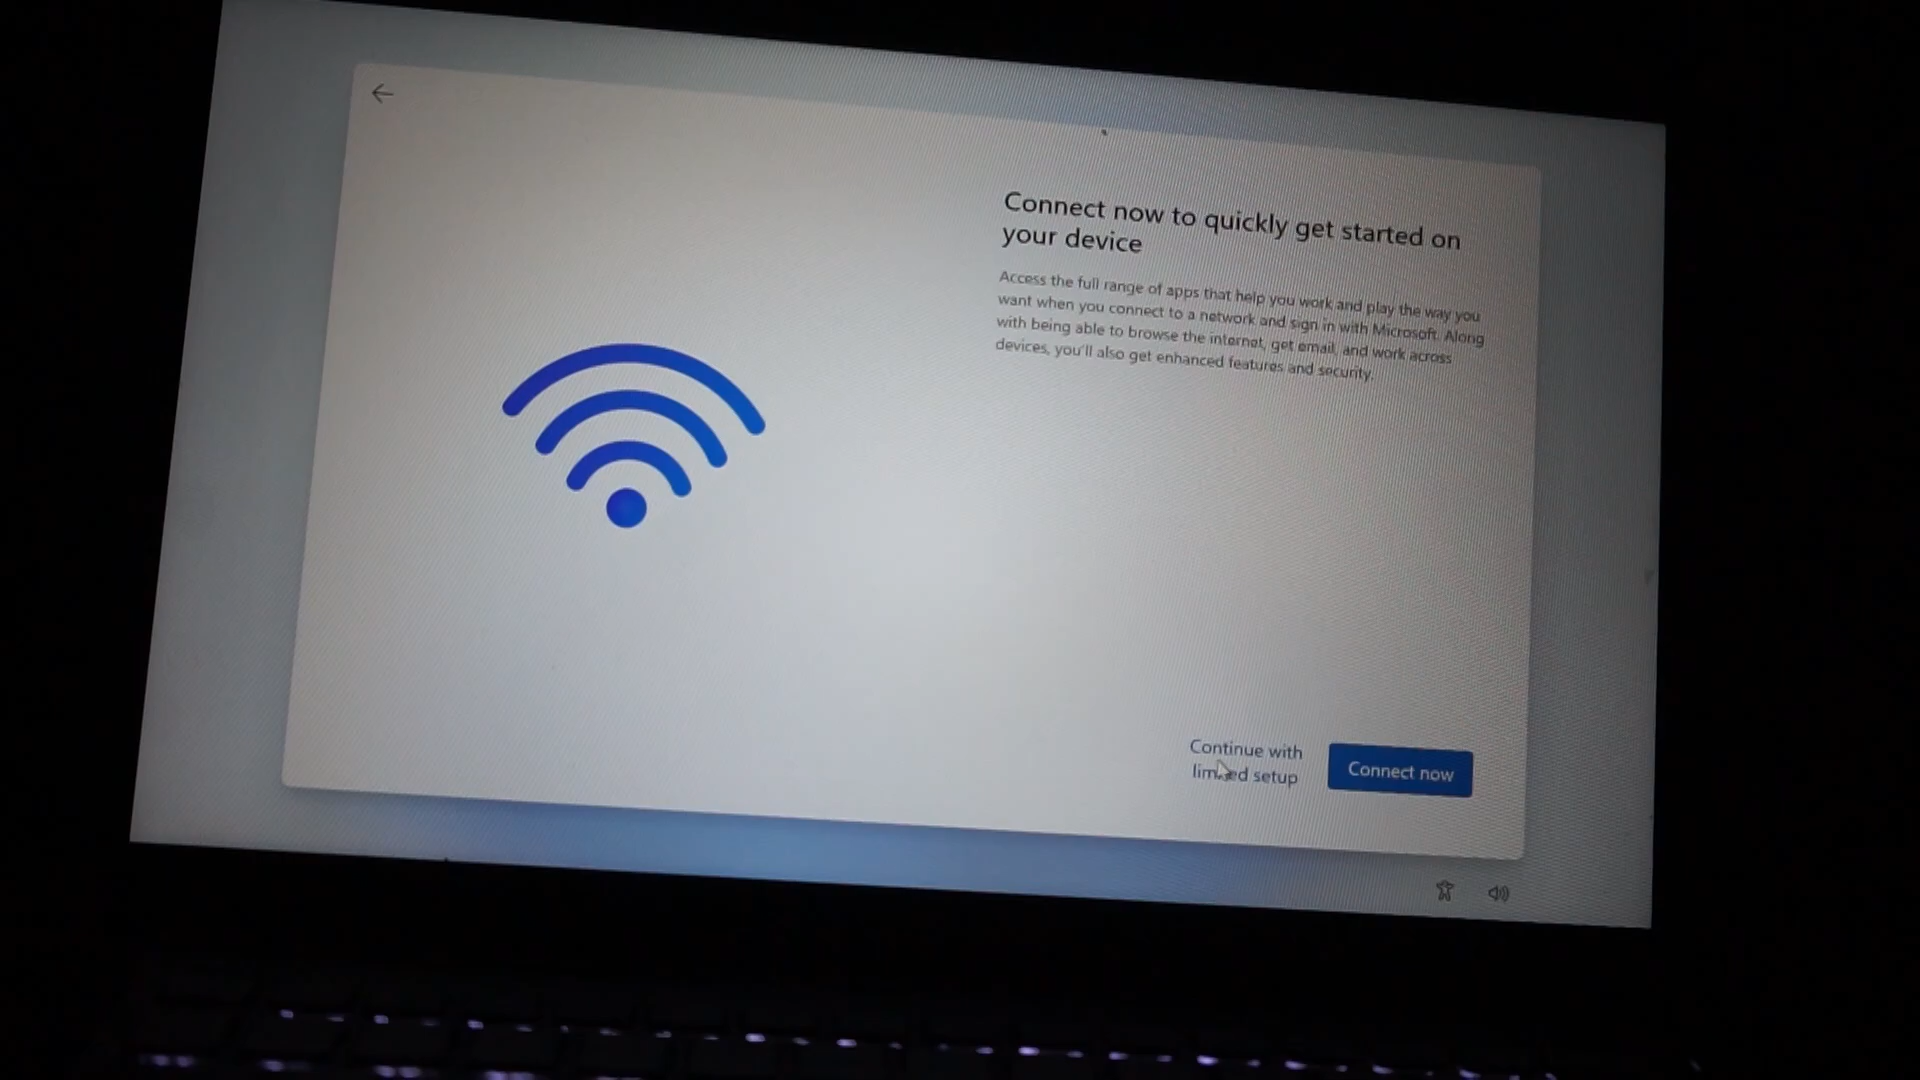 Connect now to quickly get started on
your device
Access the full range of apps that help you work and play the way you
want when you connect to a network and sign in with Microsoft. Along
with being able to browse the internet, get email, and work across
devices, you'll also get enhanced features and security.
Continue with
limited setup
Connect now